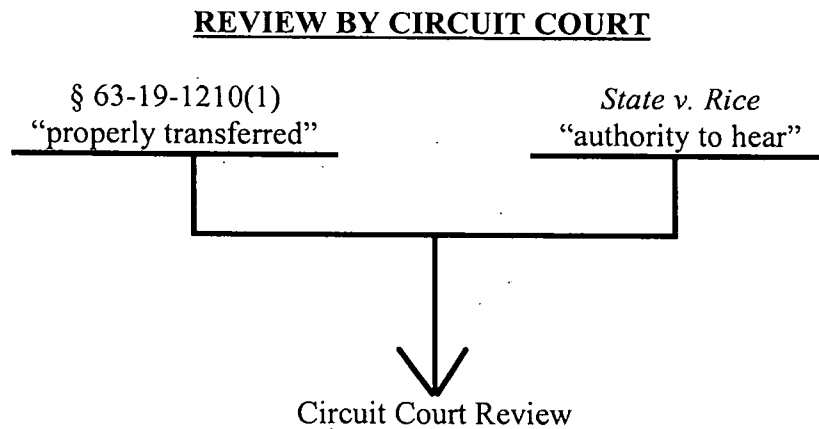 REVIEW BY CIRCUIT COURT
§ 63-19-1210(1)
“properly transferred”
State v. Rice
“authority to hear”
Circuit Court Review